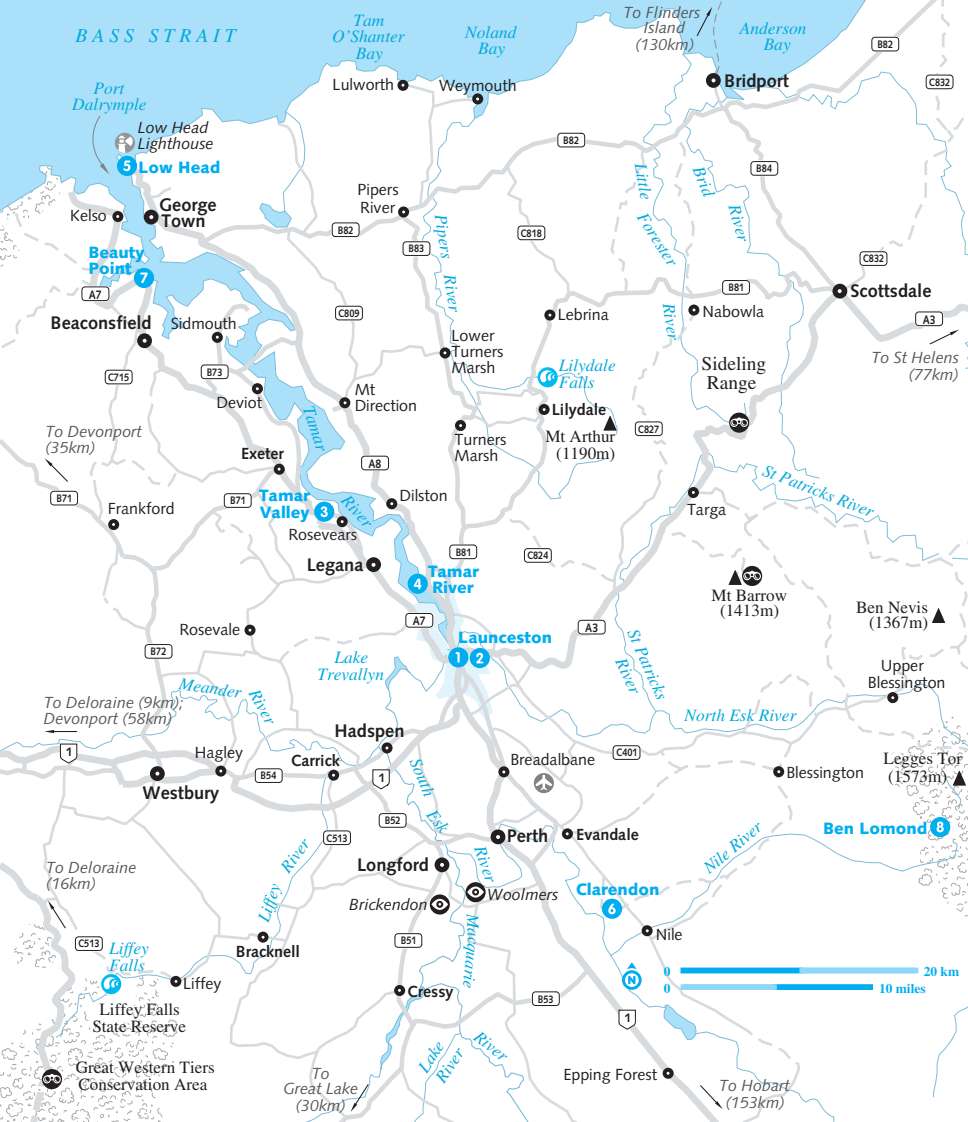 To Flinders
Island
(130km)
Tam
O'Shanter
Bay
Noland
Bay
Anderson
Bay
BASS STRAIT
B82
C832
Lulworth
Weymouth
Bridport
Port
Dalrymple
Low Head
Lighthouse
5
Low Head
B82
B84
Little
Forester
River
Brid
River
Kelso
George
Town
Pipers
River
B82
B83
Pipers
River
C818
C832
Beauty
Point
7
A7
B81
Scottsdale
Beaconsfield
Sidmouth
C809
Lebrina
Nabowla
A3
To St Helens
(77km)
Lower
Turners
Marsh
Lilydale
Falls
Sideling
Range
C715
B73
Deviot
Mt
Direction
Lilydale
Mt Arthur
(1190m)
C827
Tamar
River
Turners
Marsh
To Devonport
(35km)
Exeter
A8
St Patricks River
B71
B71
Frankford
Tamar
Valley
3
Rosevears
Dilston
Targa
Legana
B81
C824
4
Tamar
River
Mt Barrow
(1413m)
Ben Nevis
(1367m)
A7
A3
Rosevale
Launceston
1
2
St Patricks
River
B72
Lake
Trevallyn
Upper
Blessington
Meander
River
To Deloraine (9km);
Devonport (58km)
North Esk River
1
Hadspen
C401
Hagley
Carrick
B54
1
Breadalbane
Blessington
Legges Tor
(1573m)
Westbury
South
Esk
River
B52
C513
Perth
Evandale
Ben Lomond
8
Nile River
Longford
To Deloraine
(16km)
Liffey
River
Brickendon
Woolmers
Clarendon
6
Macquarie
River
C513
Liffey
Falls
Bracknell
B51
Nile
Liffey
Liffey Falls
State Reserve
Cressy
B53
N
0
20 km
0
10 miles
1
Great Western Tiers
Conservation Area
Lake
River
To
Great Lake
(30km)
Epping Forest
To Hobart
(153km)